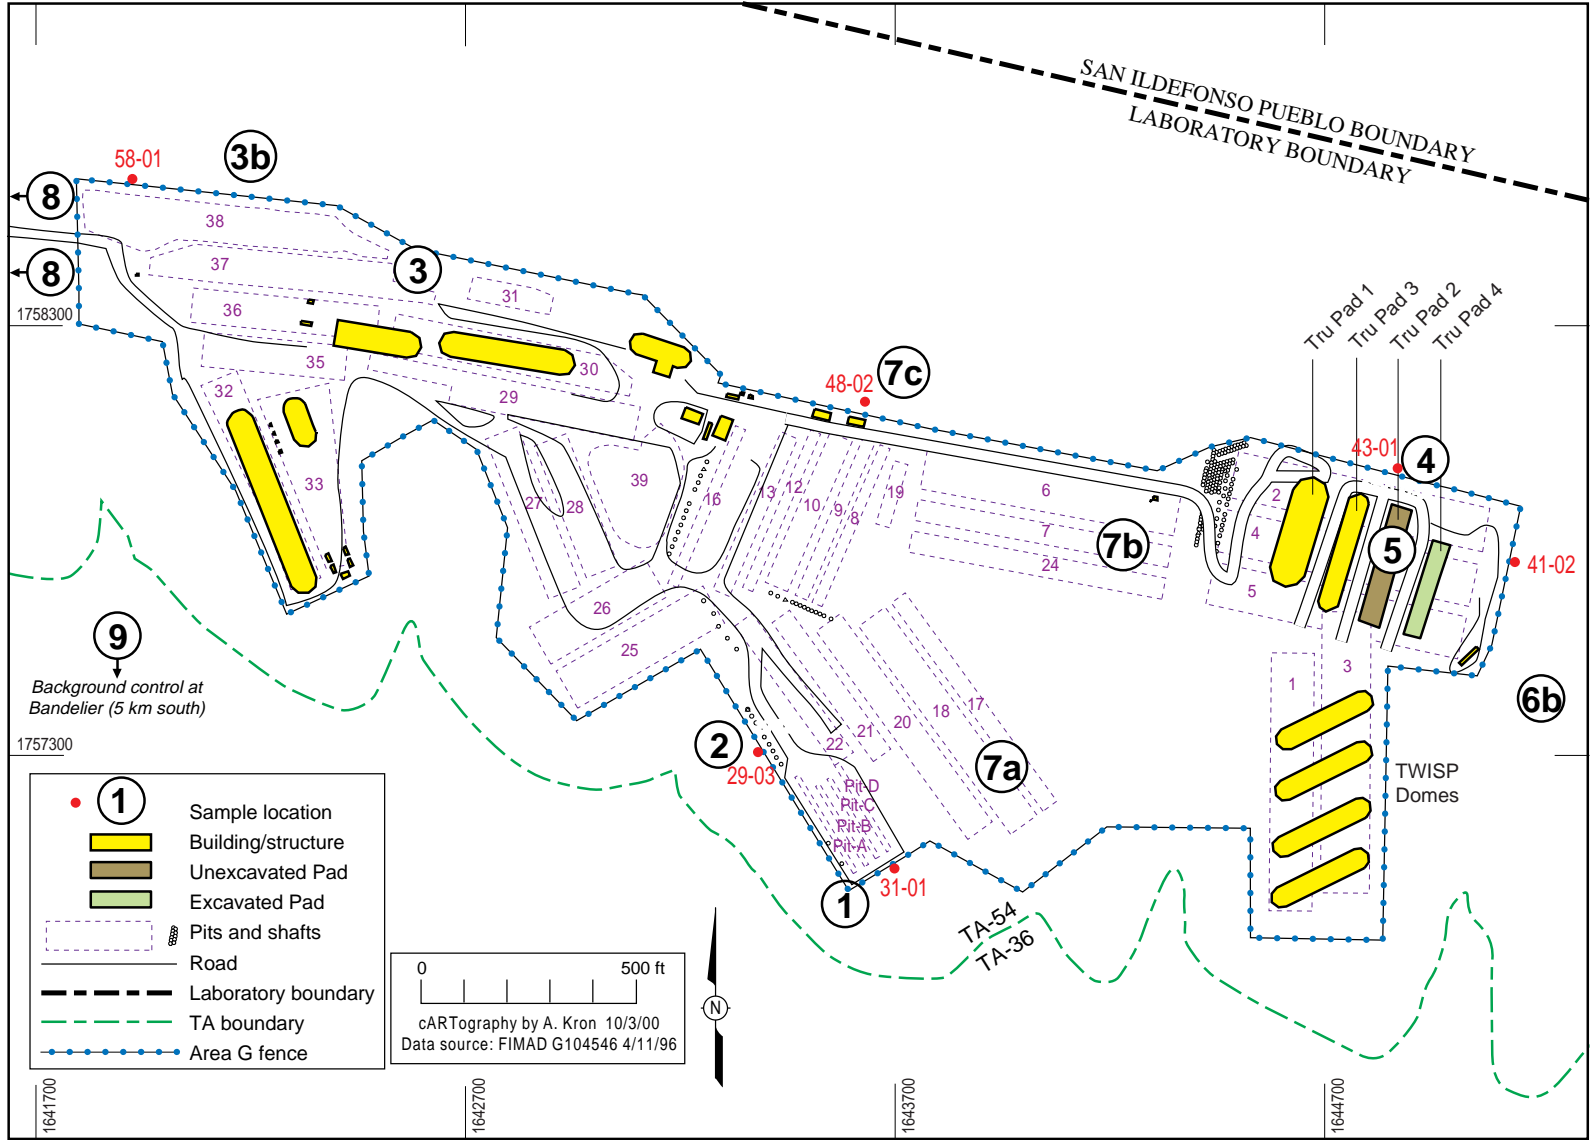 SAN ILDEFONSO PUEBLO BOUNDARY
LABORATORY BOUNDARY
58-01
3b
8
38
8
37
3
31
36
1758300
35
30
32
29
33
48-02
7c
Tru Pad 1
Tru Pad 3
Tru Pad 2
Tru Pad 4
43-01
4
27
28
39
16
13
12
10
9
8
19
6
7
24
7b
2
4
5
5
41-02
26
25
9
Background control at
Bandelier (5 km south)
1
3
6b
1757300
2
29-03
22
21
20
18
17
7a
Pit-D
Pit-C
Pit-B
Pit-A
TWISP
Domes
1
31-01
TA-54
TA-36
1
Sample location
Building/structure
Unexcavated Pad
Excavated Pad
Pits and shafts
Road
Laboratory boundary
TA boundary
Area G fence
0 500 ft
cARTography by A. Kron 10/3/00
Data source: FIMAD G104546 4/11/96
N
1641700
1642700
1643700
1644700